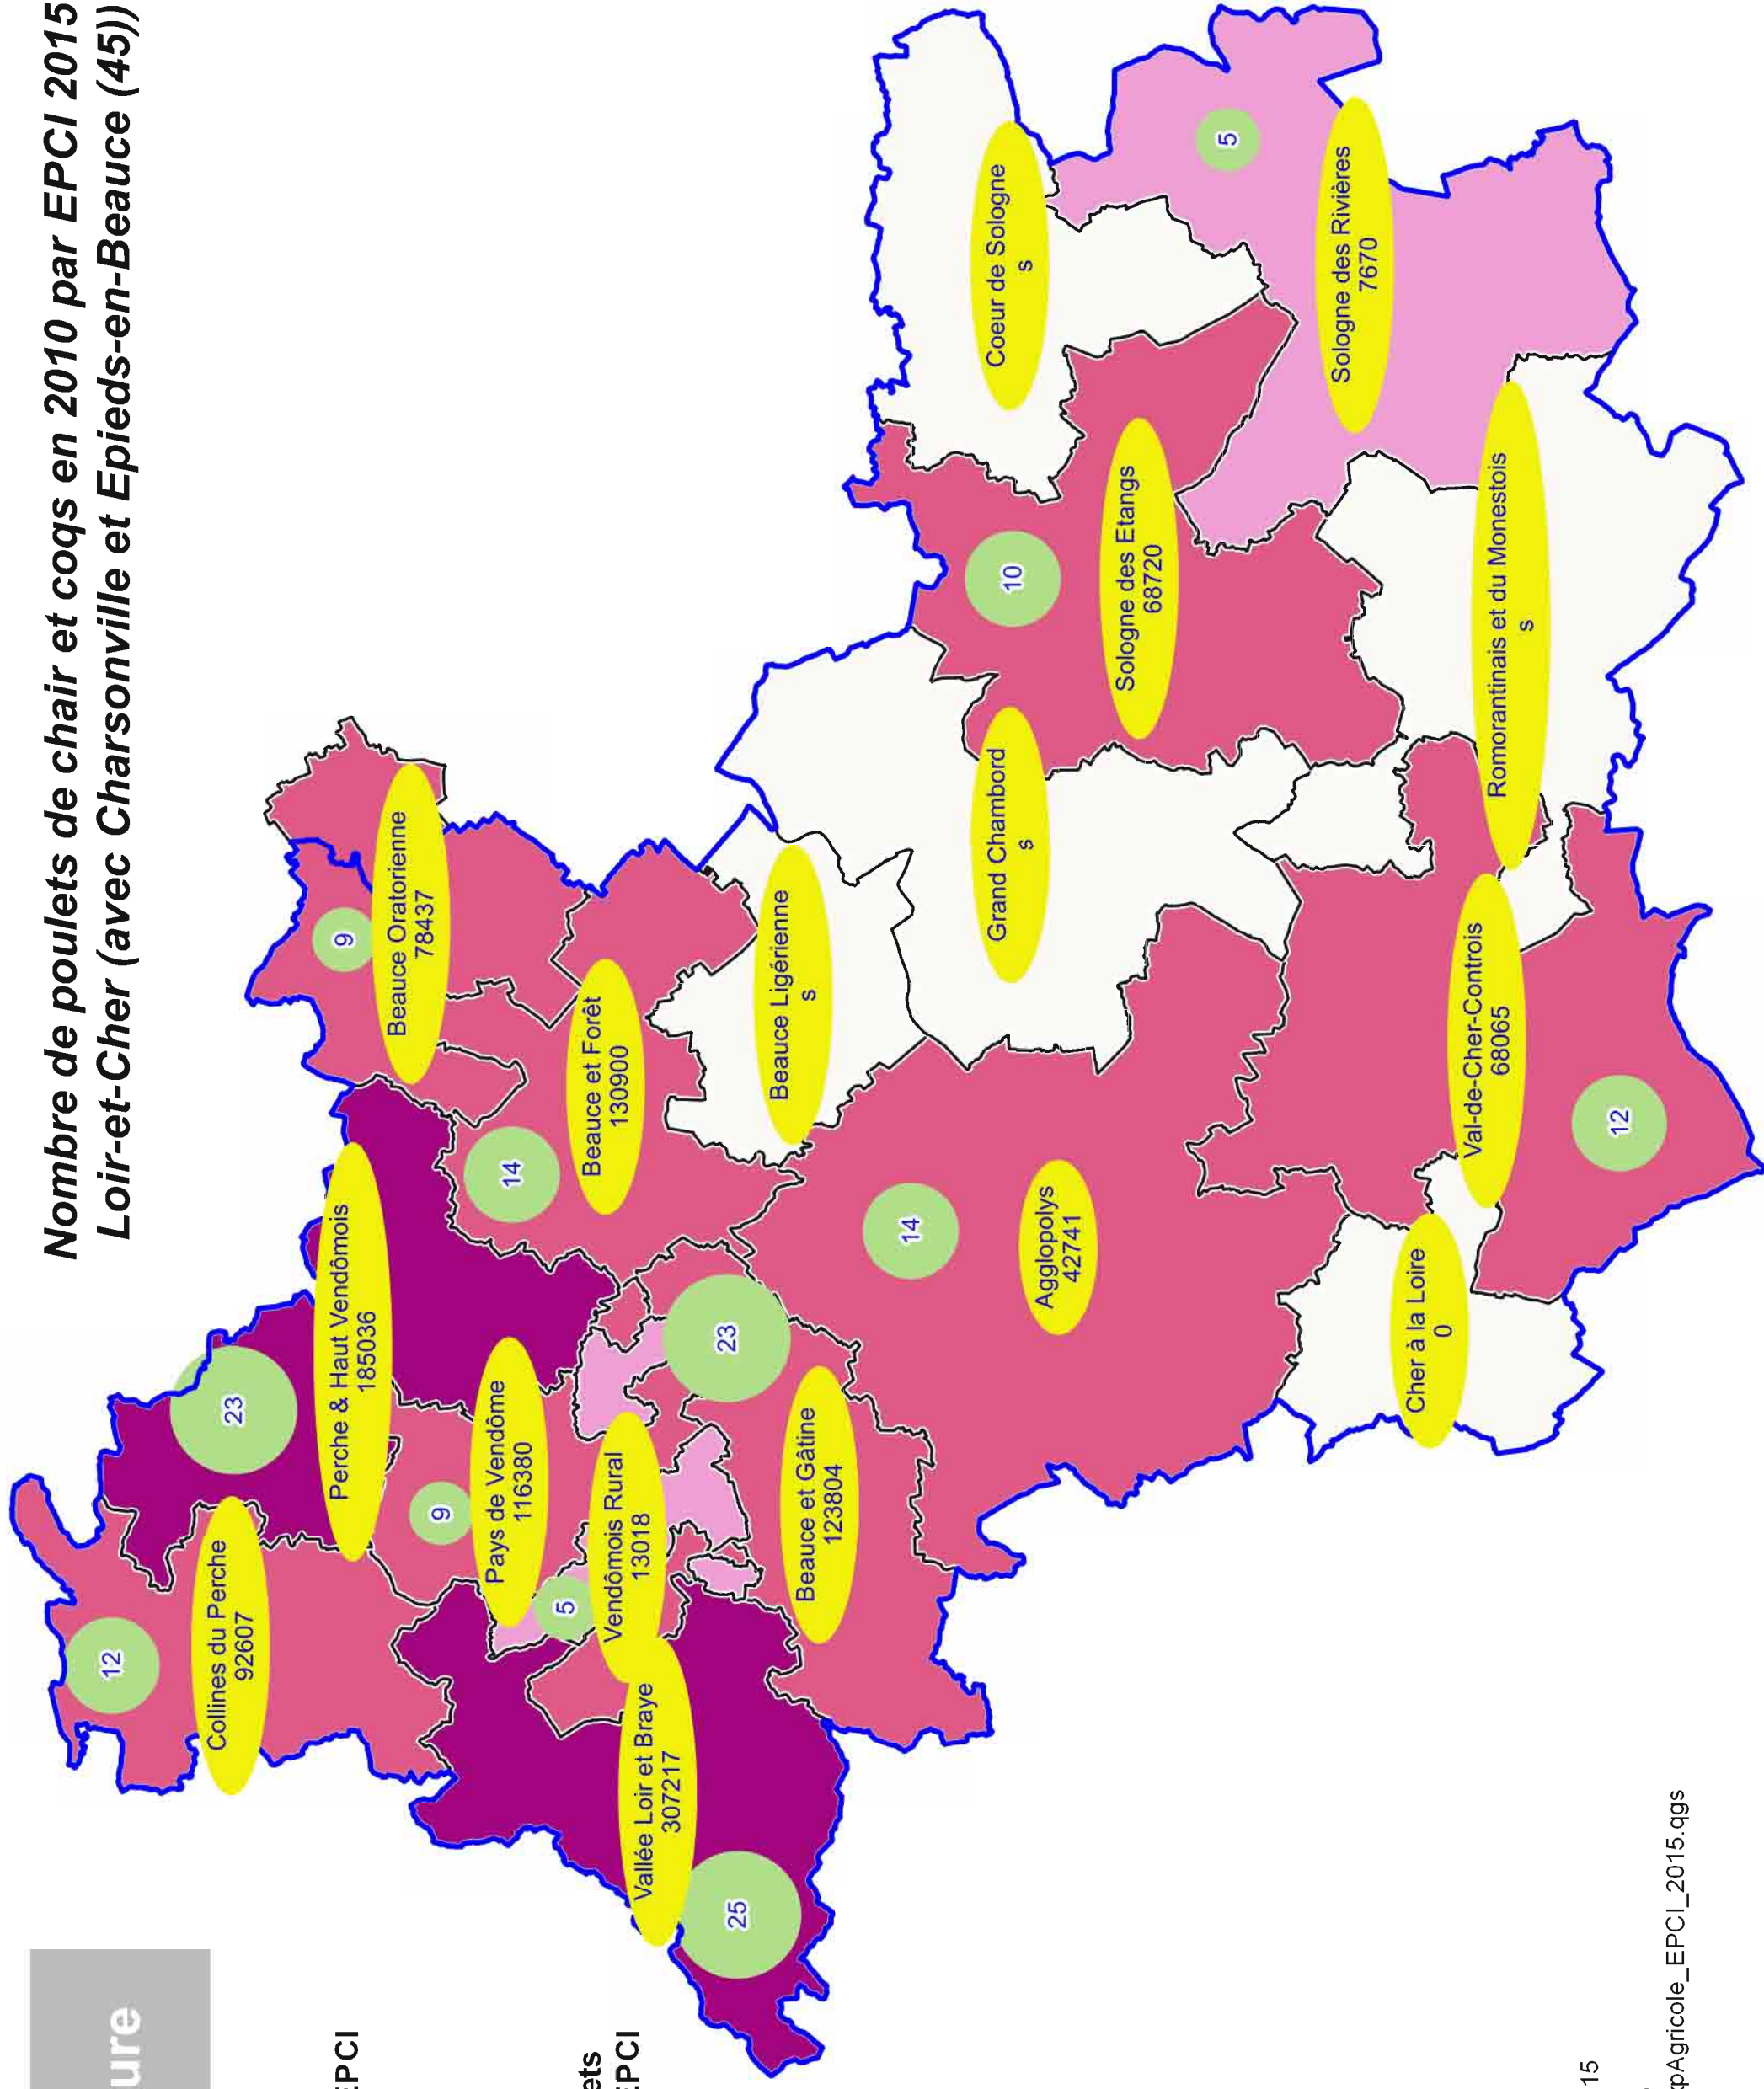 Nombre de poulets de chair et coqs en 2010 par EPCI 2015
Loir-et-Cher (avec Charsonville et Epieds-en-Beauce (45))
ure
EPCI
ets
EPCI
12
Collines du Perche
92607
23
Perche & Haut Vendômois
185036
9
Beauce Oratorienne
78437
9
Pays de Vendôme
116380
14
Beauce et Forêt
130900
5
Vendômois Rural
13018
Vallée Loir et Braye
307217
25
23
Beauce et Gâtine
123804
Beauce Ligérienne
s
14
Agglopolys
42741
Grand Chambord
s
10
Sologne des Etangs
68720
Coeur de Sologne
s
5
Sologne des Rivières
7670
Cher à la Loire
0
Val-de-Cher-Controis
68065
12
Romorantinais et du Monestois
s
15
xpAgricole_EPCI_2015.qgs